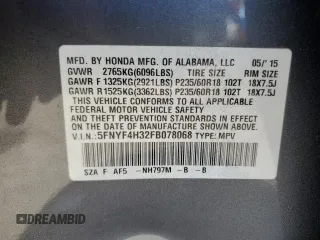 MFD. BY HONDA MFG. OF ALABAMA, LLC 05/15
GVWR 2765KG(6096LBS) TIRE SIZE RIM SIZE
GAWR F 1325KG(2921LBS) P235/60R18 102T 18X7.5J
GAWR R 1525KG(3362LBS) P235/60R18 102T 18X7.5J
THIS VEHICLE CONFORMS TO ALL APPLICABLE FEDERAL MOTOR VEHICLE
SAFETY AND THEFT PREVENTION STANDARDS IN EFFECT ON
THE DATE OF MANUFACTURE SHOWN ABOVE.
V.I.N.: 5FNYF4H32FB078068 TYPE: MPV
SZA F AF5 -NH797M -B -B